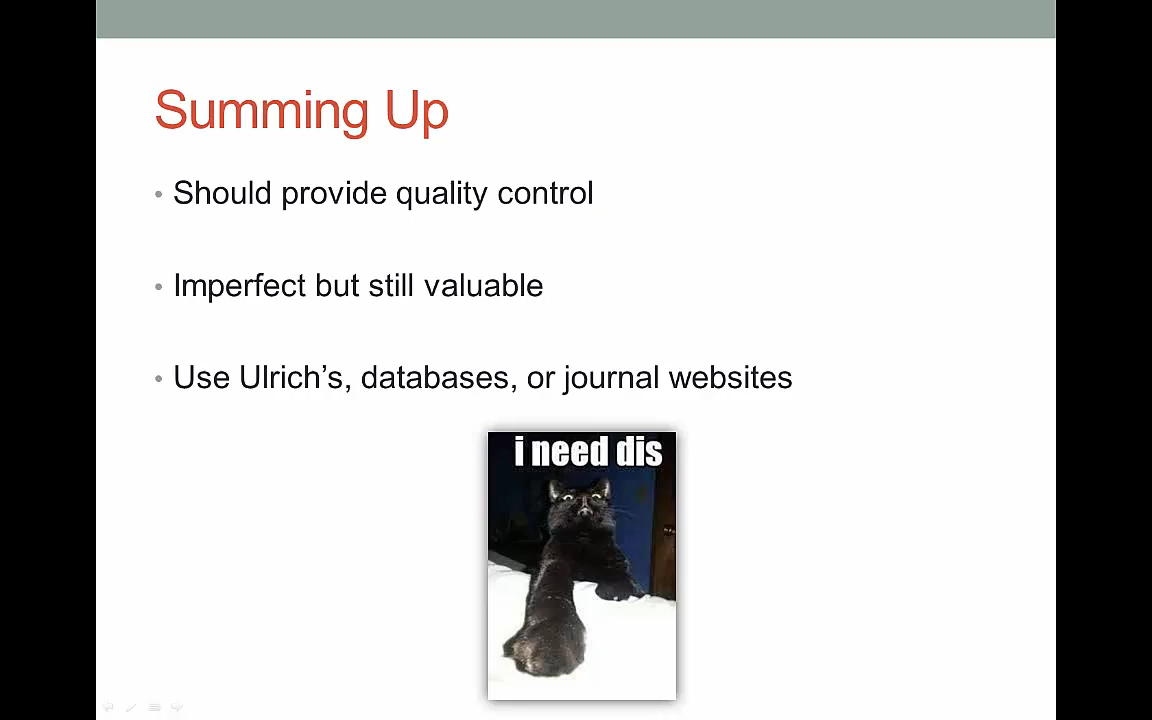 Summing Up
• Should provide quality control
• Imperfect but still valuable
• Use Ulrich’s, databases, or journal websites
i need dis